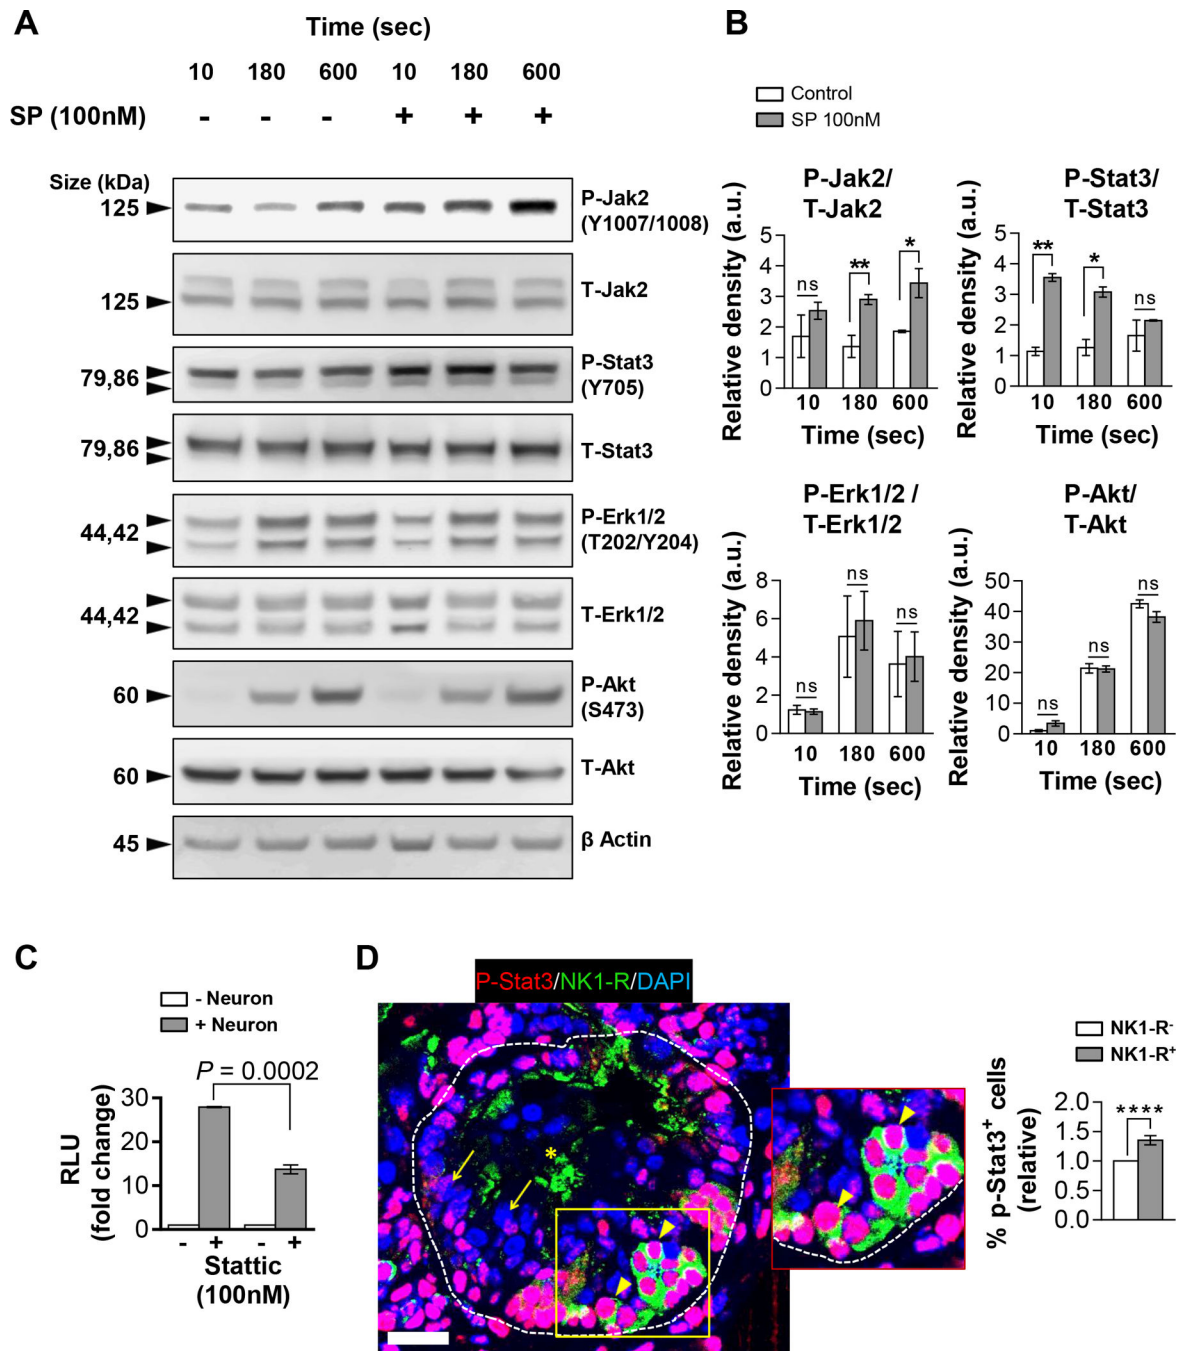 A
Time (sec)
10 180 600 10 180 600
SP (100nM) - - - + + +
Size (kDa)
125
P-Jak2
(Y1007/1008)
125
T-Jak2
79,86
P-Stat3
(Y705)
79,86
T-Stat3
44,42
P-Erk1/2
(T202/Y204)
44,42
T-Erk1/2
60
P-Akt
(S473)
60
T-Akt
45
β Actin
B
Control
SP 100nM
P-Jak2/
T-Jak2
Relative density (a.u.)
5
4
3
2
1
0
ns
**
*
10 180 600
Time (sec)
P-Stat3/
T-Stat3
Relative density (a.u.)
5
4
3
2
1
0
**
*
ns
10 180 600
Time (sec)
P-Erk1/2 /
T-Erk1/2
Relative density (a.u.)
8
6
4
2
0
ns
ns
ns
10 180 600
Time (sec)
P-Akt/
T-Akt
Relative density (a.u.)
50
40
30
20
10
0
ns
ns
ns
10 180 600
Time (sec)
C
- Neuron
+ Neuron
P = 0.0002
RLU
(fold change)
30
20
10
0
- + - +
Stattic
(100nM)
D
P-Stat3/NK1-R/DAPI
*
NK1-R-
NK1-R+
% p-Stat3+ cells
(relative)
2.0
1.5
1.0
0.5
0.0
****